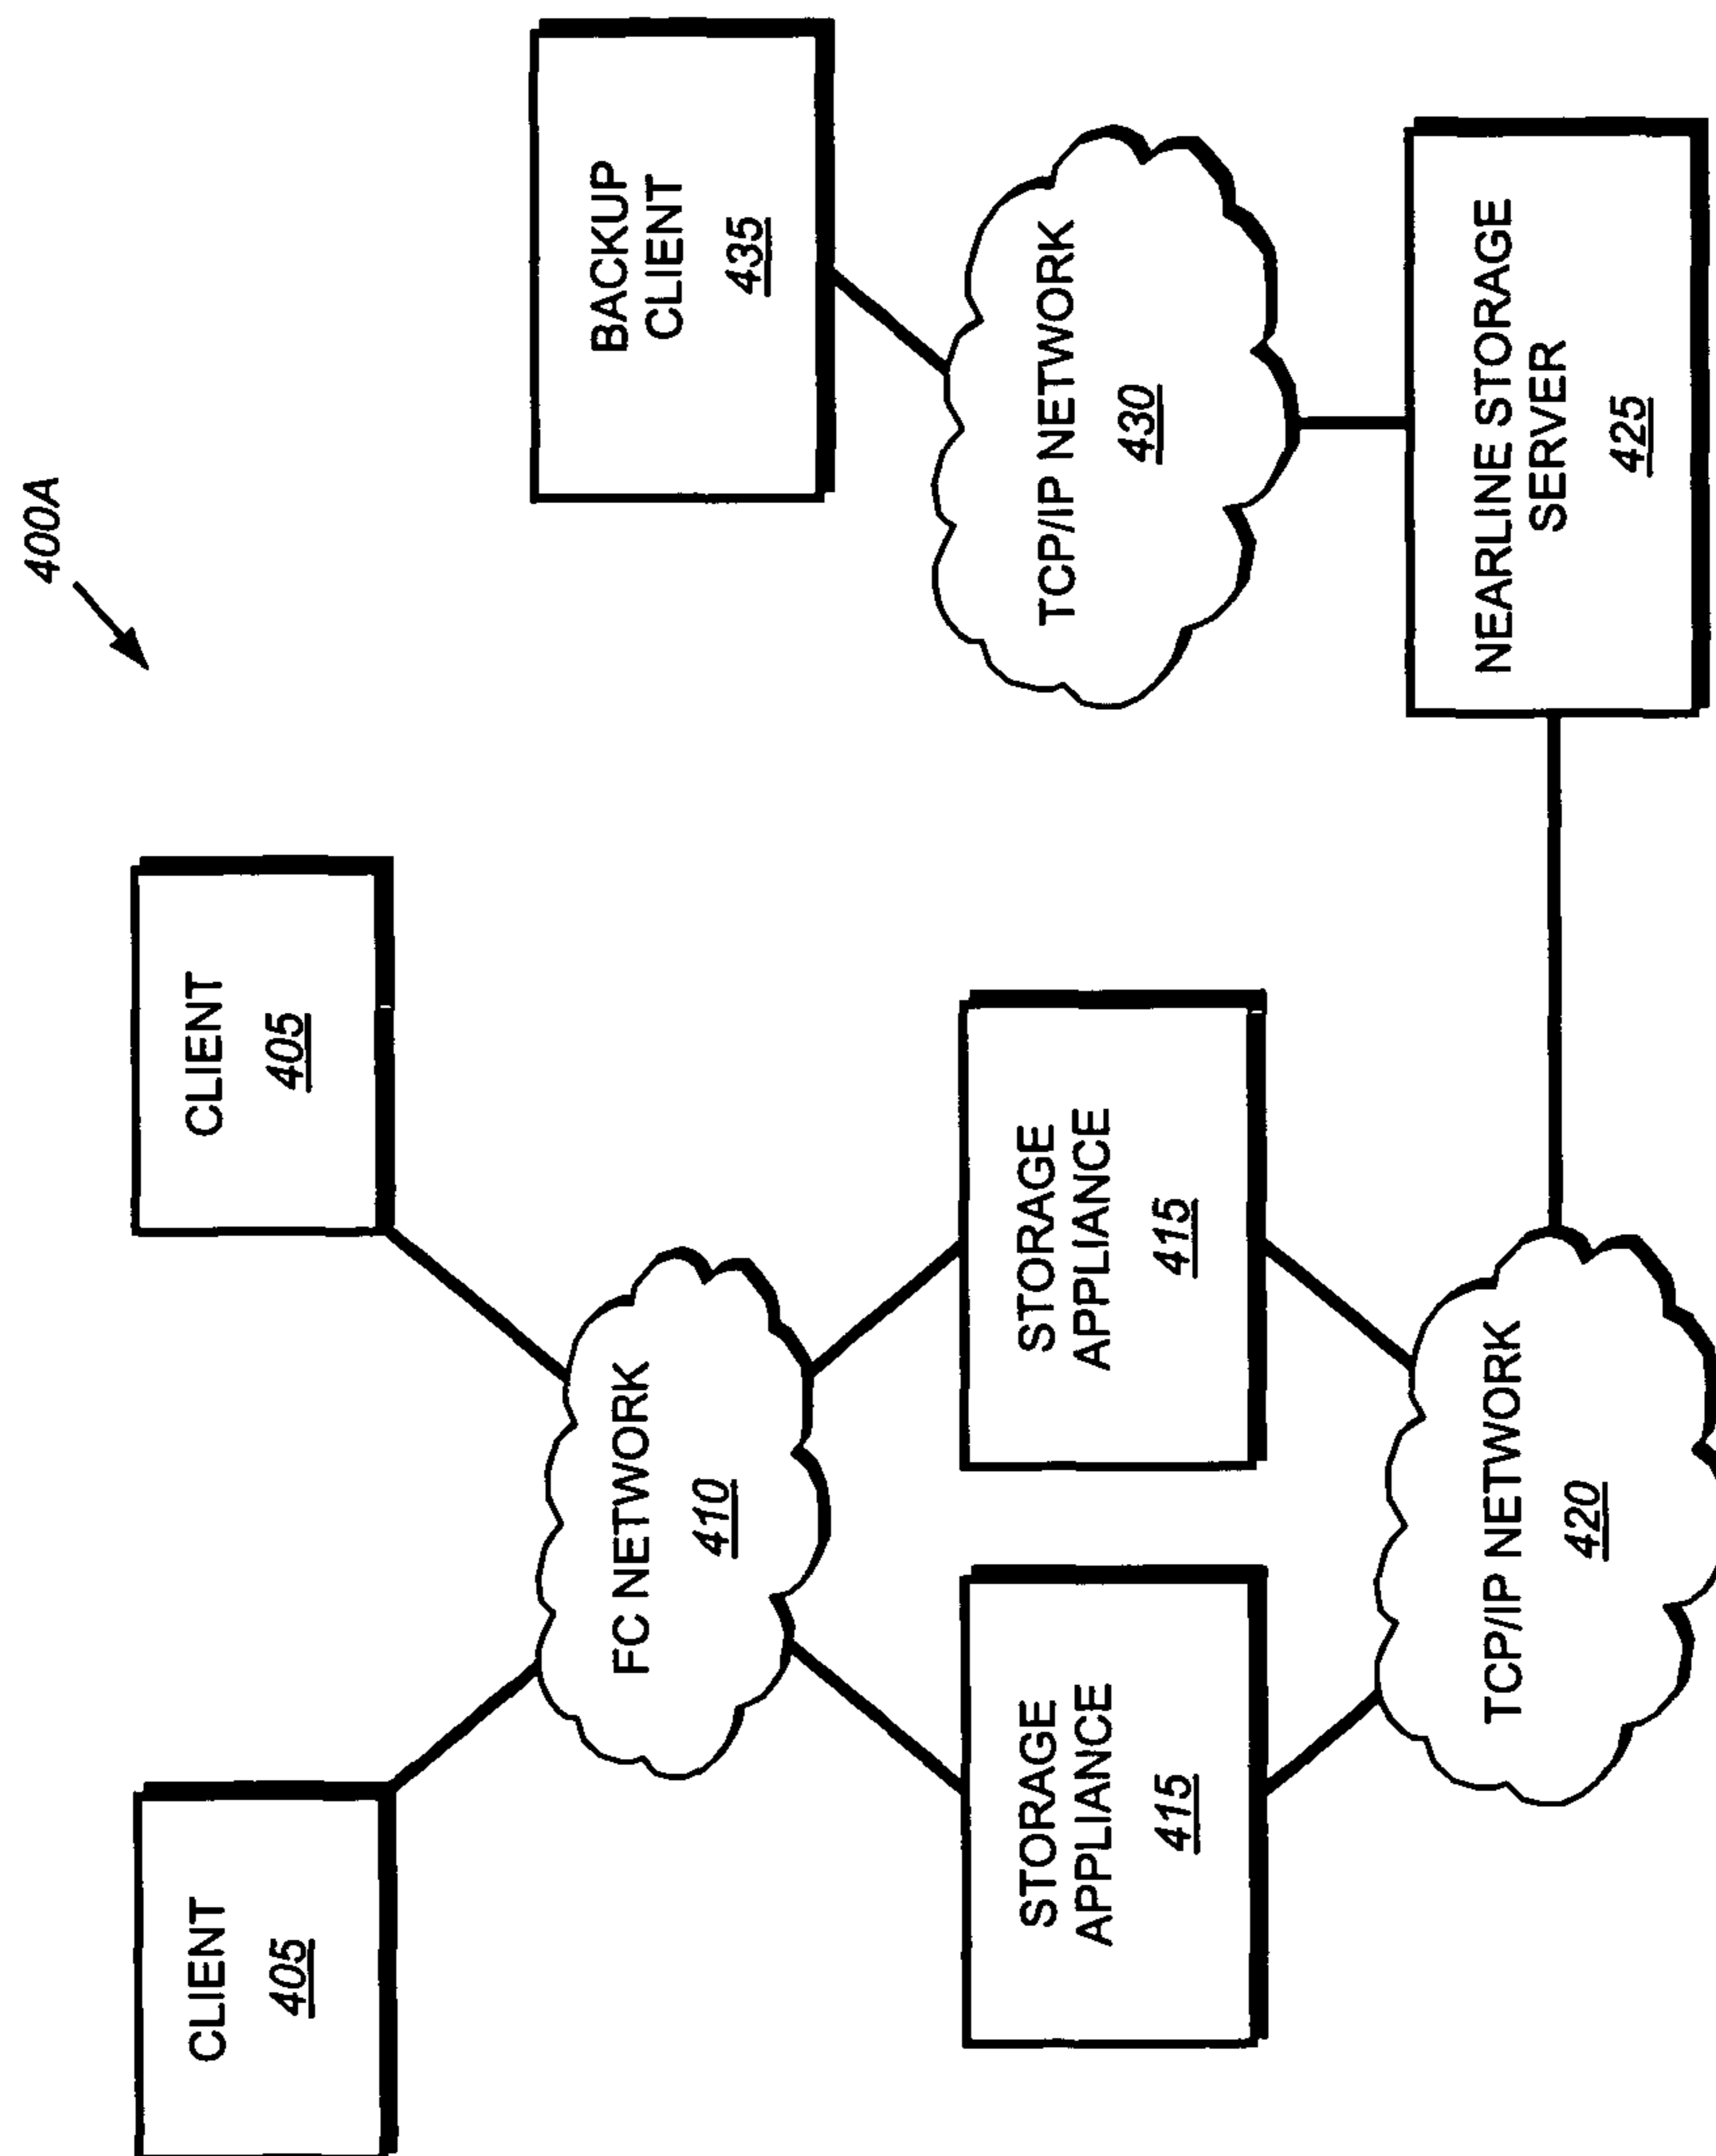 400A
CLIENT
405
CLIENT
405
BACKUP
CLIENT
435
FC NETWORK
410
TCP/IP NETWORK
430
STORAGE
APPLIANCE
415
STORAGE
APPLIANCE
415
TCP/IP NETWORK
420
NEARLINE STORAGE
SERVER
425